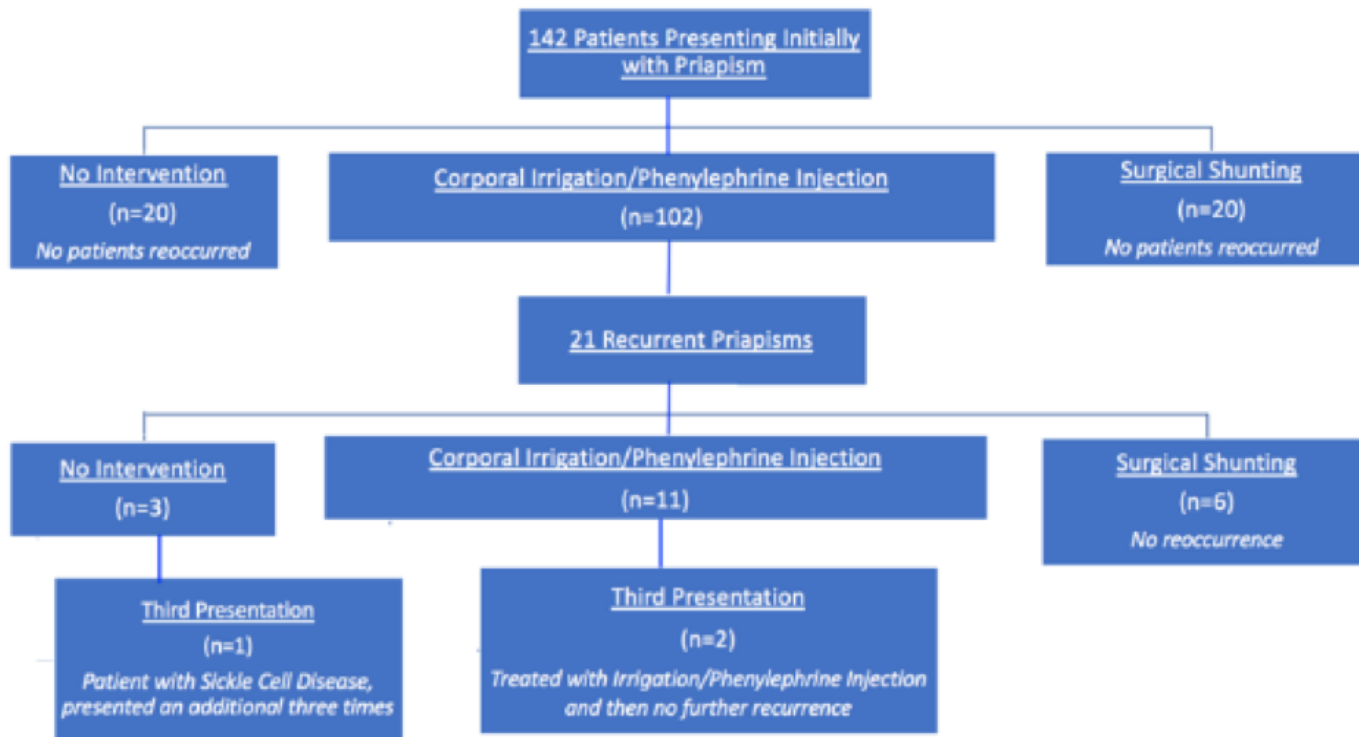 142 Patients Presenting Initially
with Priapism
No Intervention
(n=20)
No patients reoccurred
Corporal Irrigation/Phenylephrine Injection
(n=102)
Surgical Shunting
(n=20)
No patients reoccurred
21 Recurrent Priapisms
No Intervention
(n=3)
Corporal Irrigation/Phenylephrine Injection
(n=11)
Surgical Shunting
(n=6)
No reoccurrence
Third Presentation
(n=1)
Patient with Sickle Cell Disease,
presented an additional three times
Third Presentation
(n=2)
Treated with Irrigation/Phenylephrine Injection
and then no further recurrence